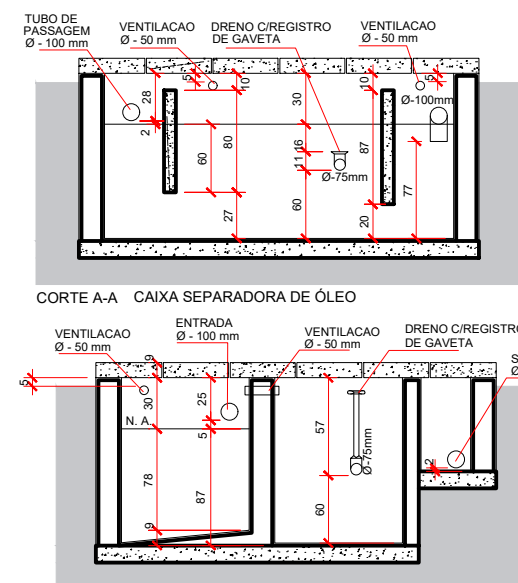 TUBO DE
PASSAGEM
Ø - 100 mm
VENTILACAO
Ø - 50 mm
DRENO C/REGISTRO
DE GAVETA
VENTILACAO
Ø - 50 mm
5
10
10
5
28
30
Ø-100mm
2
80
87
60
16
11
Ø-75mm
77
27
60
20
CORTE A-A CAIXA SEPARADORA DE ÓLEO
VENTILACAO
Ø - 50 mm
ENTRADA
Ø - 100 mm
VENTILACAO
Ø - 50 mm
DRENO C/REGISTRO
DE GAVETA
S
Ø
9
5
30
25
57
N. A.
5
Ø-75mm
2
78
87
60
9